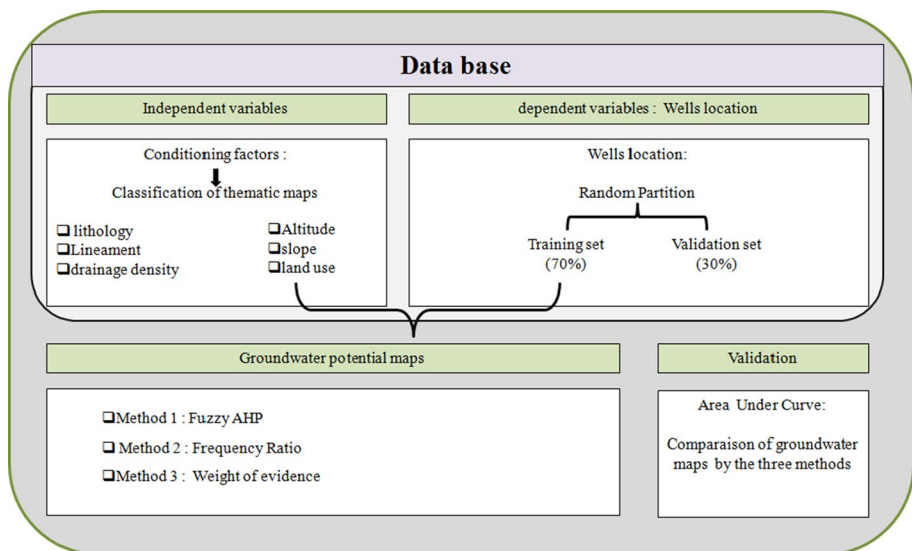 Data base
Independent variables
dependent variables : Wells location
Conditioning factors :
Classification of thematic maps
❑ lithology
❑Lineament
❑drainage density
❑Altitude
❑slope
❑land use
Wells location:
Random Partition
Training set
(70%)
Validation set
(30%)
Groundwater potential maps
Validation
❑Method 1 : Fuzzy AHP
❑ Method 2 : Frequency Ratio
❑Method 3 : Weight of evidence
Area Under Curve:
Comparaison of groundwater
maps by the three methods